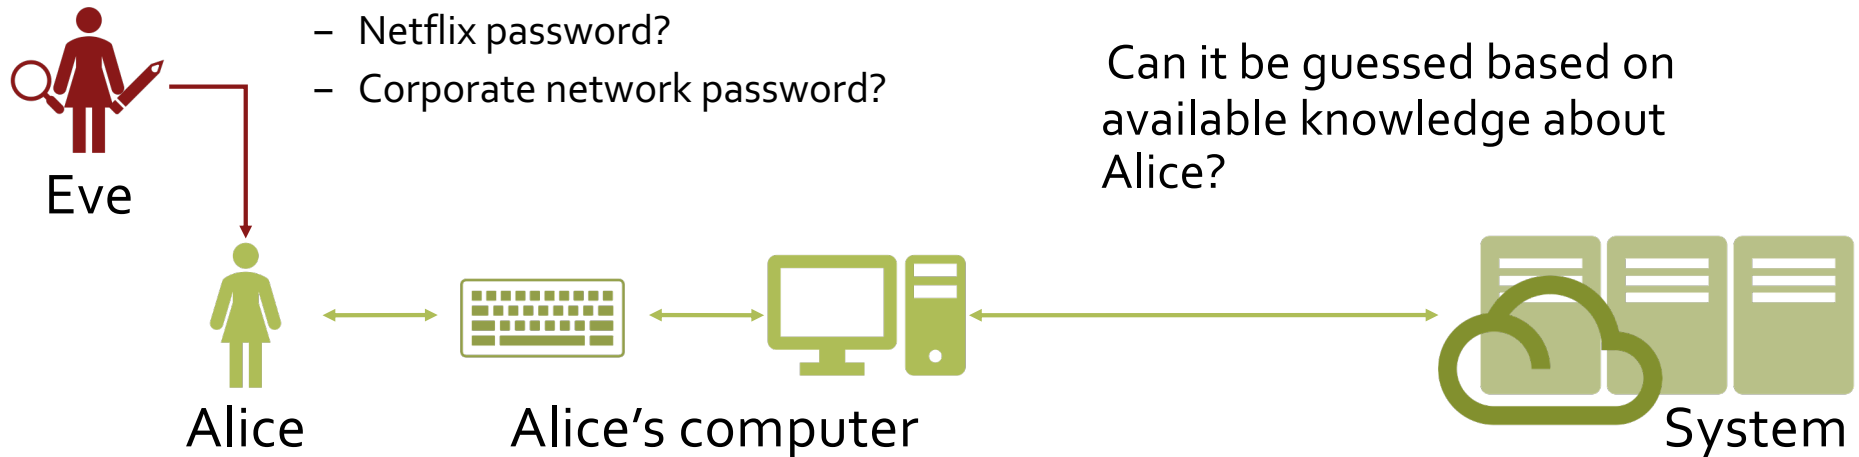 – Netflix password?
– Corporate network password?
Can it be guessed based on
available knowledge about
Alice?
Eve
Alice
Alice’s computer
System